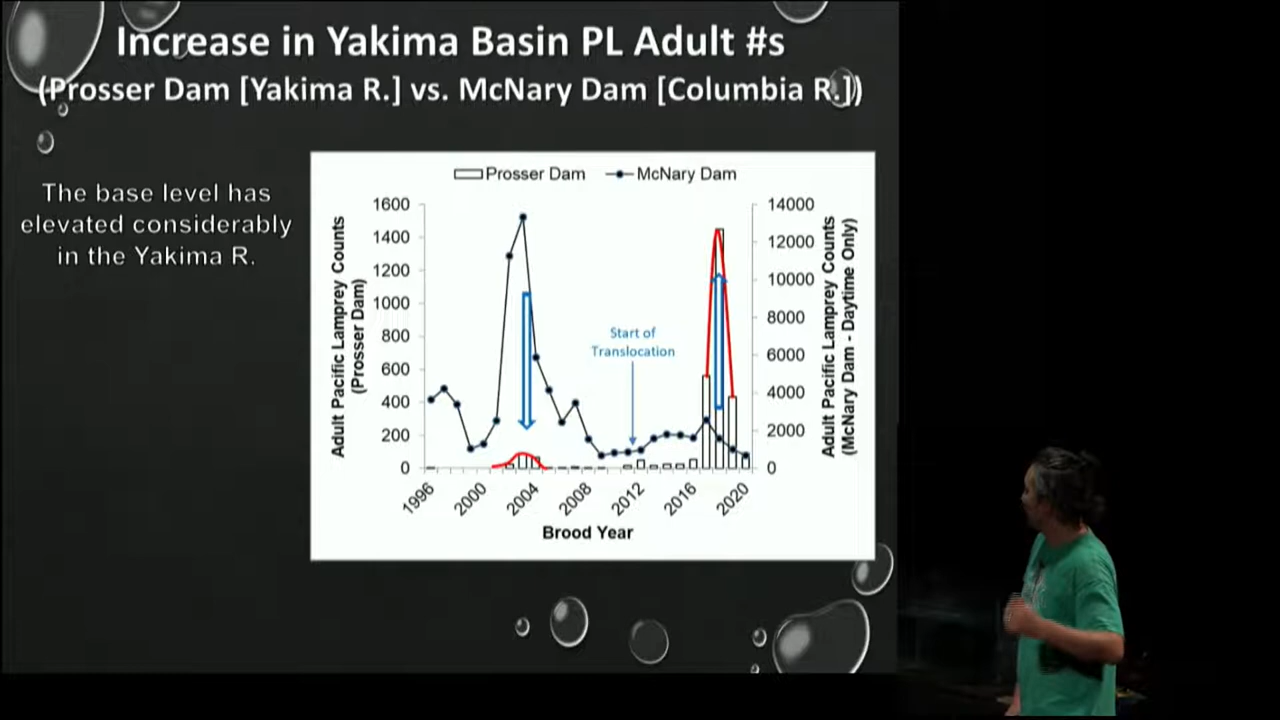 Increase in Yakima Basin PL Adult #s
(Prosser Dam [Yakima R.] vs. McNary Dam [Columbia R.])
The base level has
elevated considerably
in the Yakima R.
Prosser Dam
McNary Dam
Adult Pacific Lamprey Counts
(Prosser Dam)
1600
1400
1200
1000
800
600
400
200
0
Start of
Translocation
14000
12000
10000
8000
6000
4000
2000
0
Adult Pacific Lamprey Counts
(McNary Dam - Daytime Only)
1996
2000
2004
2008
2012
2016
2020
Brood Year